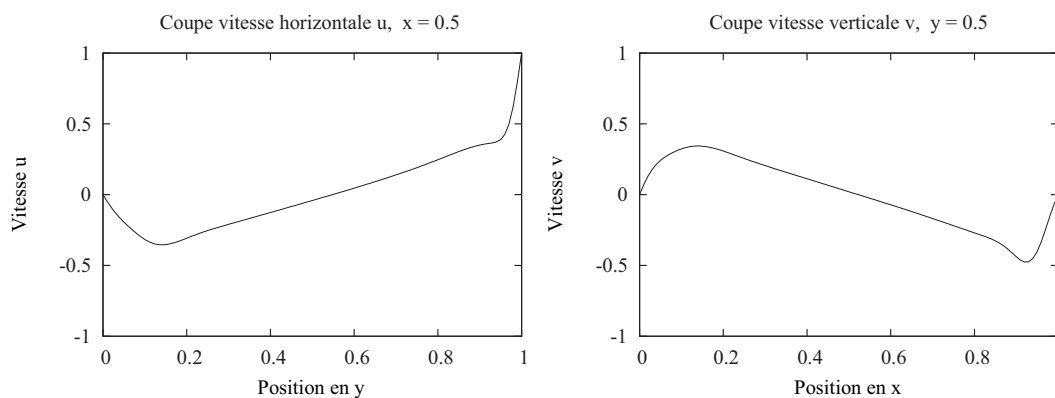 Coupe vitesse horizontale u, x = 0.5
1
0.5
0
-0.5
-1
Vitesse u
0 0.2 0.4 0.6 0.8 1
Position en y
Coupe vitesse verticale v, y = 0.5
1
0.5
0
-0.5
-1
Vitesse v
0 0.2 0.4 0.6 0.8
Position en x